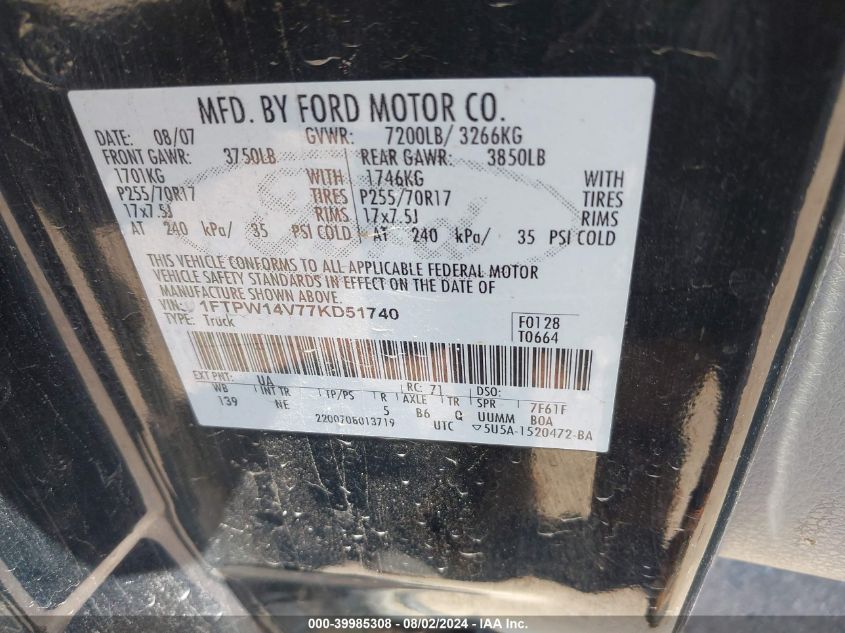 MFD. BY FORD MOTOR CO.
DATE: 08/07 GVWR: 7200LB/ 3266KG
FRONT GAWR: 3750LB REAR GAWR: 3850LB
1701KG WITH 1746KG WITH
P255/70R17 TIRES P255/70R17 TIRES
17x7.5J RIMS 17x7.5J RIMS
AT 240 kPa/ 35 PSI COLD AT 240 kPa/ 35 PSI COLD
THIS VEHICLE CONFORMS TO ALL APPLICABLE FEDERAL MOTOR
VEHICLE SAFETY STANDARDS IN EFFECT ON THE DATE OF
MANUFACTURE SHOWN ABOVE.
VIN: 1FTPW14V77KD51740 F0128
TYPE: Truck T0664
EXT PNT: UA RC: 71 DSO:
WB INT TR TP/PS R AXLE TR SPR 7F61F
139 NE 5 B6 Q UUMM B0A
2200706013719 UTC ▽5U5A-1520472-BA
000-39985308 - 08/02/2024 - IAA Inc.